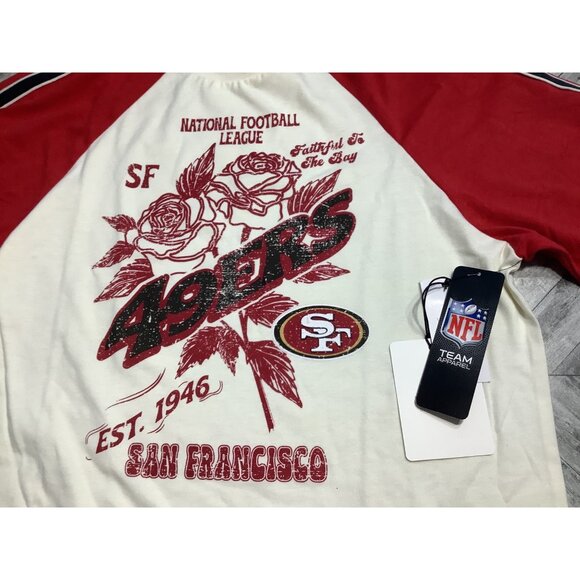 NATIONAL FOOTBALL
LEAGUE
Faithful To
The Bay
SF
49ERS
SF
EST. 1946
SAN FRANCISCO
NFL
TEAM
APPAREL